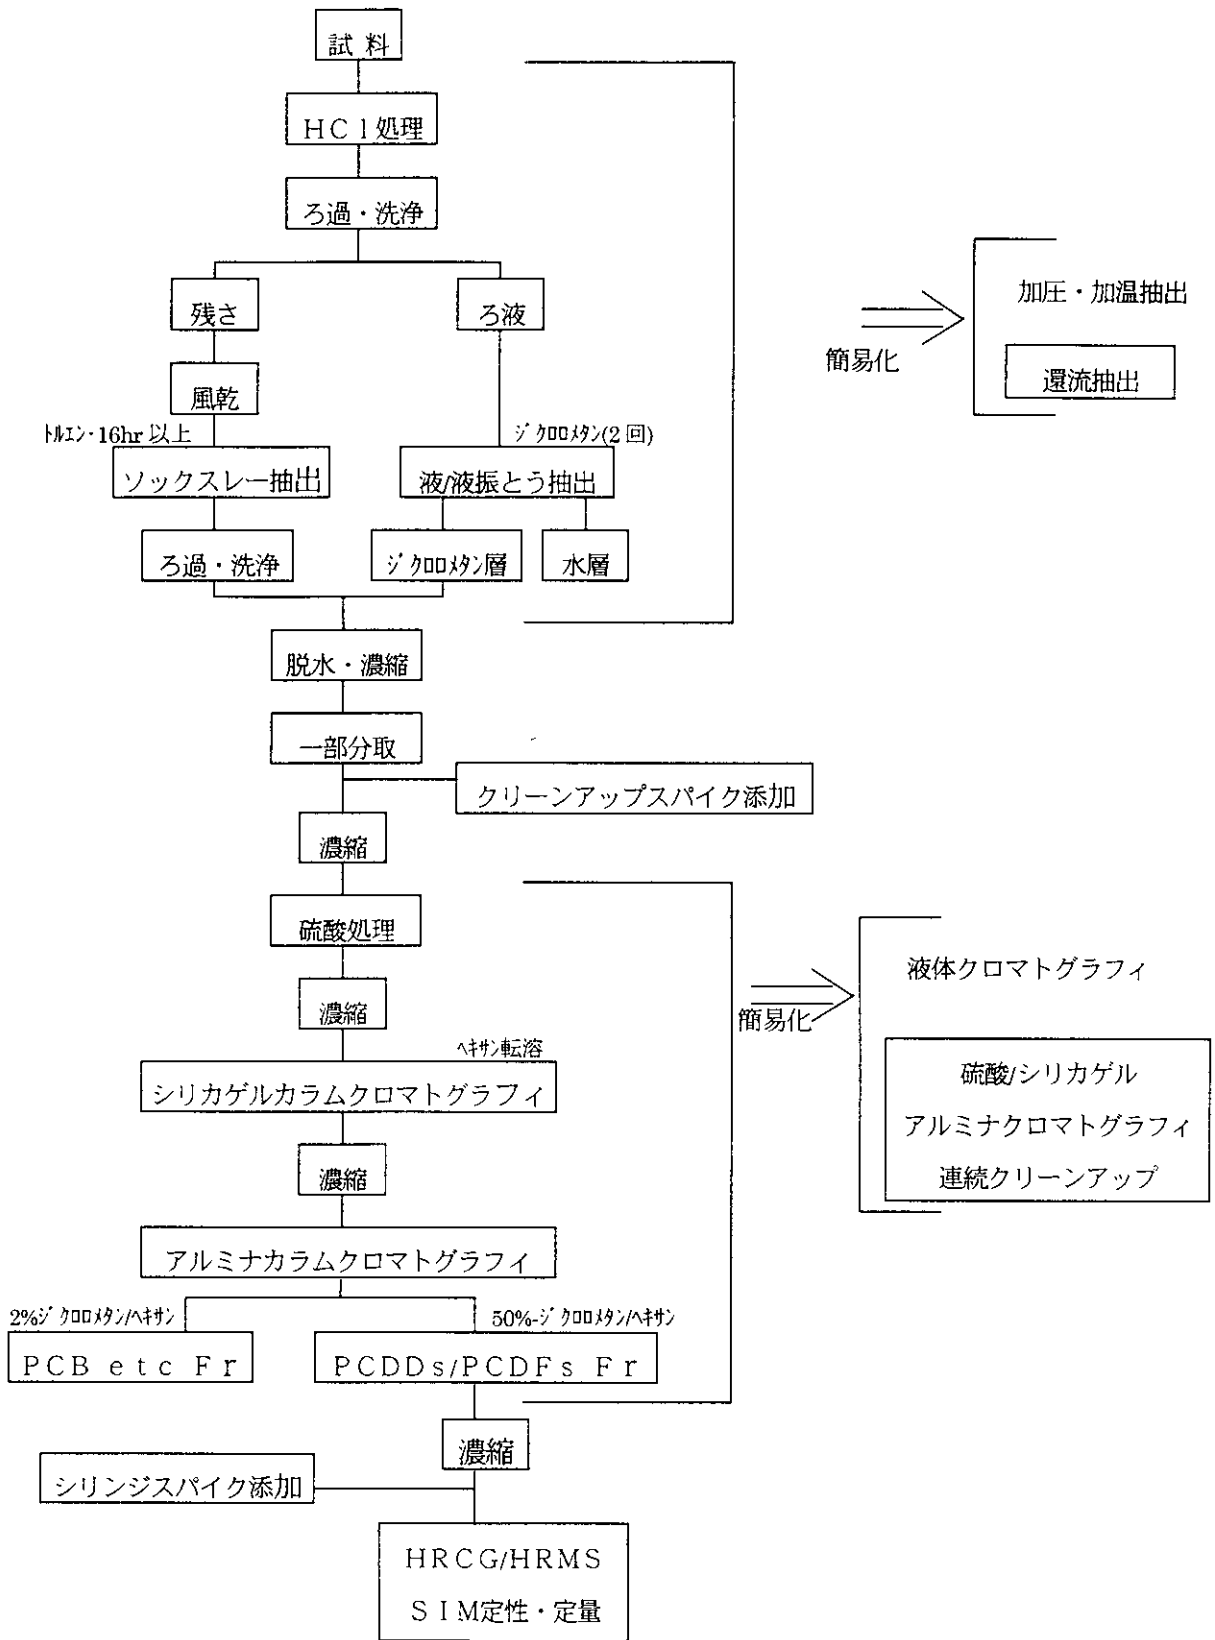 試 料
HCl処理
ろ過・洗浄
残さ
ろ液
加圧・加温抽出
簡易化
還流抽出
風乾
トルエン・16hr 以上
ジクロロメタン(2 回)
ソックスレー抽出
液/液振とう抽出
ろ過・洗浄
ジクロロメタン層
水層
脱水・濃縮
一部分取
クリーンアップスパイク添加
濃縮
硫酸処理
濃縮
液体クロマトグラフィ
簡易化
ヘキサン転溶
シリカゲルカラムクロマトグラフィ
硫酸/シリカゲル
アルミナクロマトグラフィ
連続クリーンアップ
濃縮
アルミナカラムクロマトグラフィ
2%ジクロロメタン/ヘキサン
50%-ジクロロメタン/ヘキサン
PCB etc Fr
PCDDs/PCDFs Fr
濃縮
シリンジスパイク添加
HRCG/HRMS
SIM定性・定量